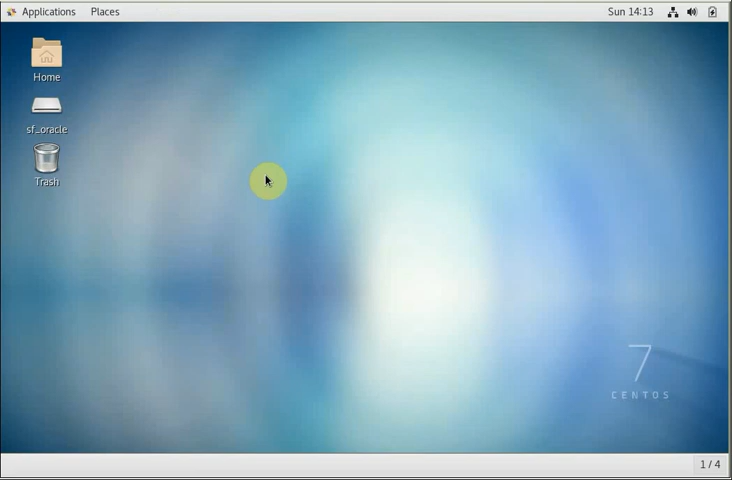 Applications Places Sun 14:13
Home
sf_oracle
Trash
7
CENTOS
1 / 4